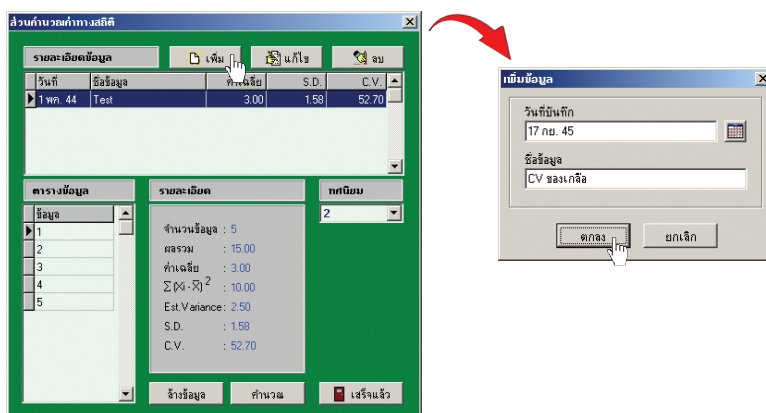 ส่วนคำนวณค่าทางสถิติ
รายละเอียดข้อมูล เพิ่ม แก้ไข ลบ
วันที่ ชื่อข้อมูล ค่าเฉลี่ย S.D. C.V.
1 พค. 44 Test 3.00 1.58 52.70
ตารางข้อมูล รายละเอียด ทศนิยม
ข้อมูล
1
2
3
4
5
จำนวนข้อมูล : 5
ผลรวม : 15.00
ค่าเฉลี่ย : 3.00
Σ(Xi - X̄)² : 10.00
Est.Variance : 2.50
S.D. : 1.58
C.V. : 52.70
2
ล้างข้อมูล คำนวณ เสร็จแล้ว
เพิ่มข้อมูล
วันที่บันทึก
17 กย. 45
ชื่อข้อมูล
CV ของเกลือ
ตกลง ยกเลิก